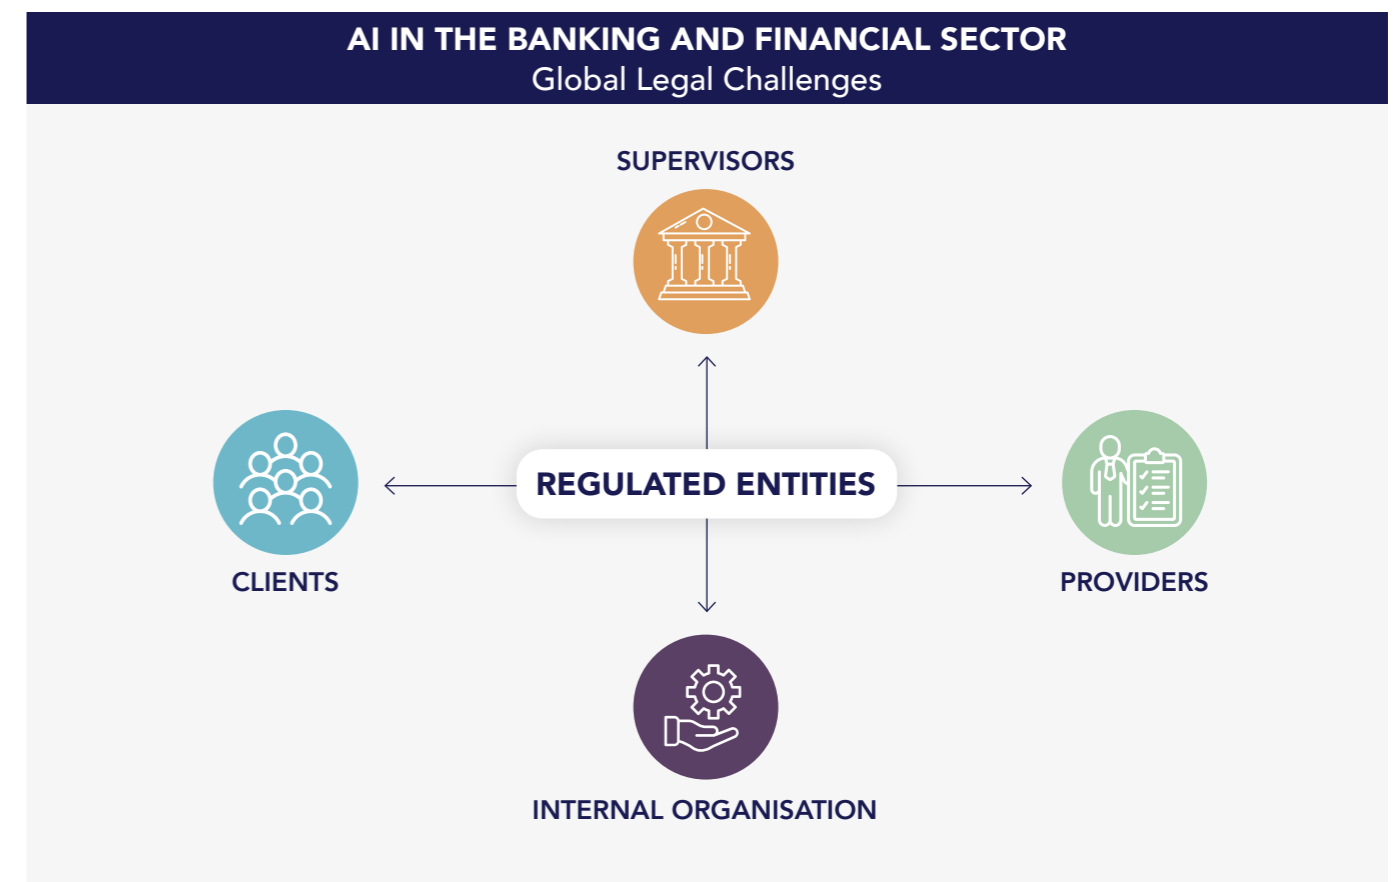 AI IN THE BANKING AND FINANCIAL SECTOR
Global Legal Challenges
SUPERVISORS
REGULATED ENTITIES
CLIENTS
PROVIDERS
INTERNAL ORGANISATION